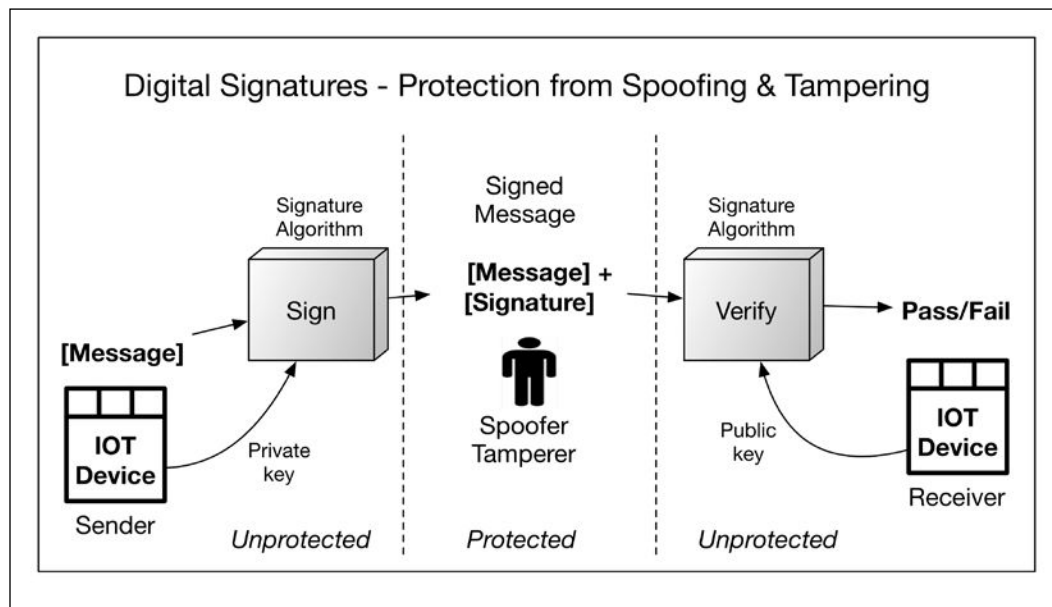 Digital Signatures - Protection from Spoofing & Tampering
Signature
Algorithm
Sign
[Message]
IOT
Device
Sender
Private
key
Unprotected
Signed
Message
[Message] +
[Signature]
Spoofer
Tamperer
Protected
Signature
Algorithm
Verify
Pass/Fail
Public
key
IOT
Device
Receiver
Unprotected